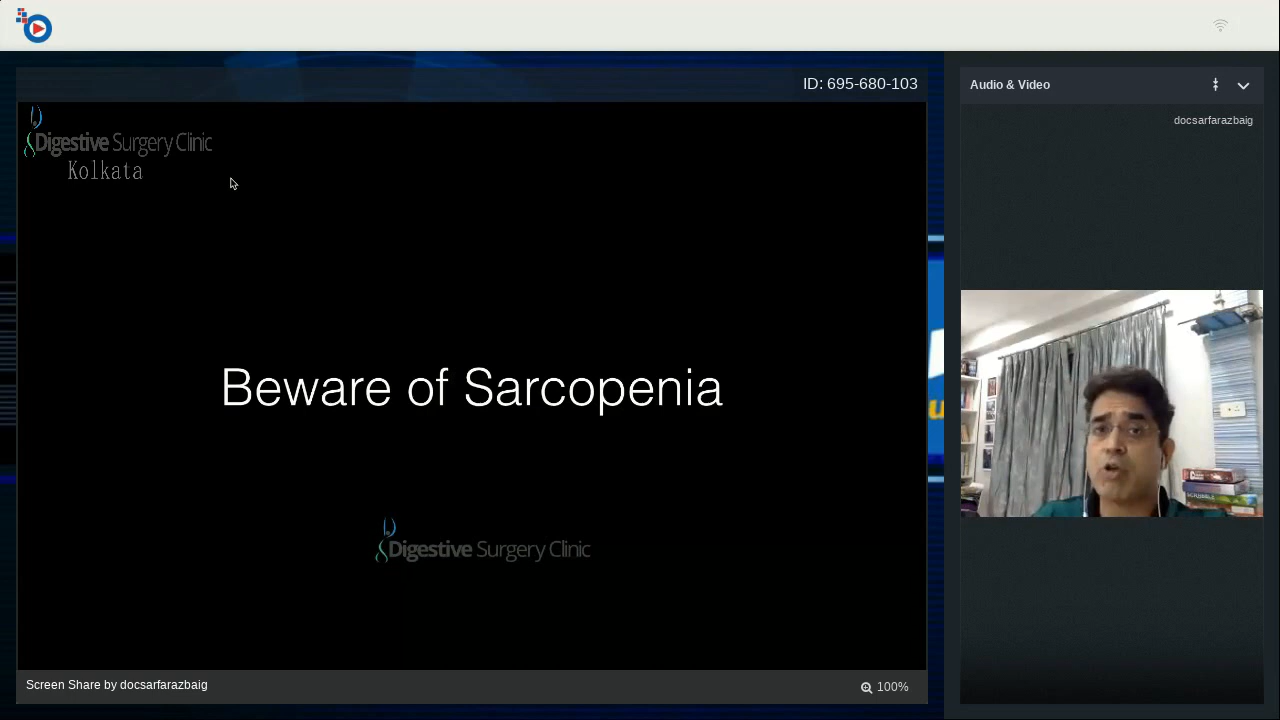 ID: 695-680-103
Audio & Video
docsarfarazbaig
Digestive Surgery Clinic
Kolkata
Beware of Sarcopenia
SCRABBLE
Digestive Surgery Clinic
Screen Share by docsarfarazbaig
100%